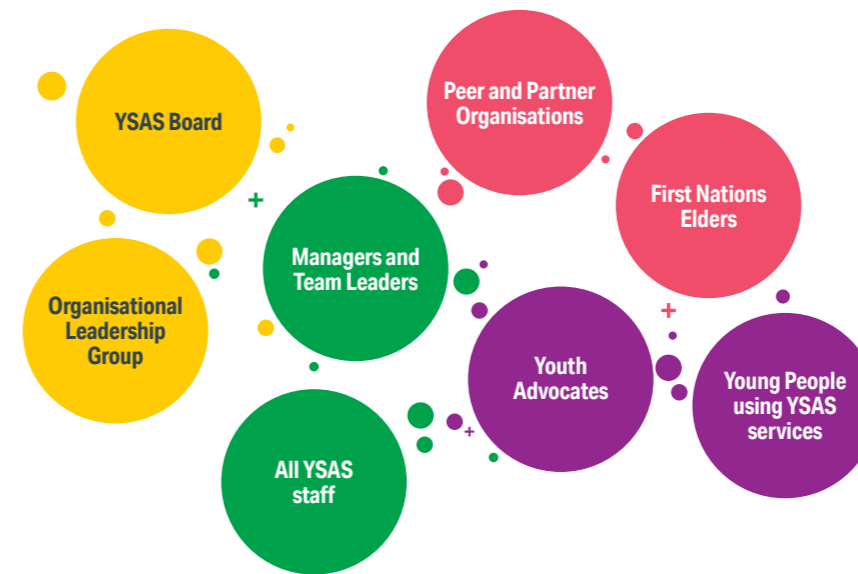 YSAS Board
Organisational
Leadership
Group
Managers and
Team Leaders
All YSAS
staff
Peer and Partner
Organisations
First Nations
Elders
Youth
Advocates
Young People
using YSAS
services